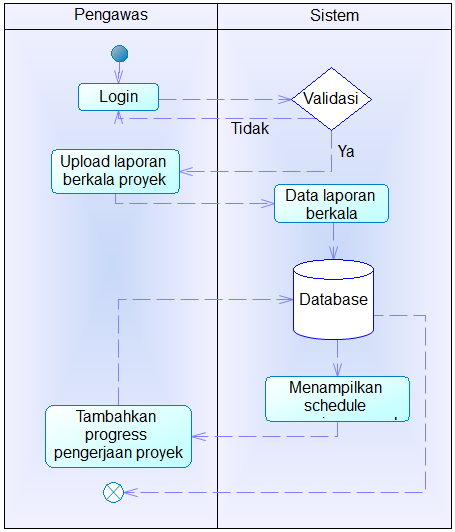 Pengawas
Sistem
Login
Validasi
Tidak
Ya
Upload laporan
berkala proyek
Data laporan
berkala
Database
Menampilkan
schedule
Tambahkan
progress
pengerjaan proyek